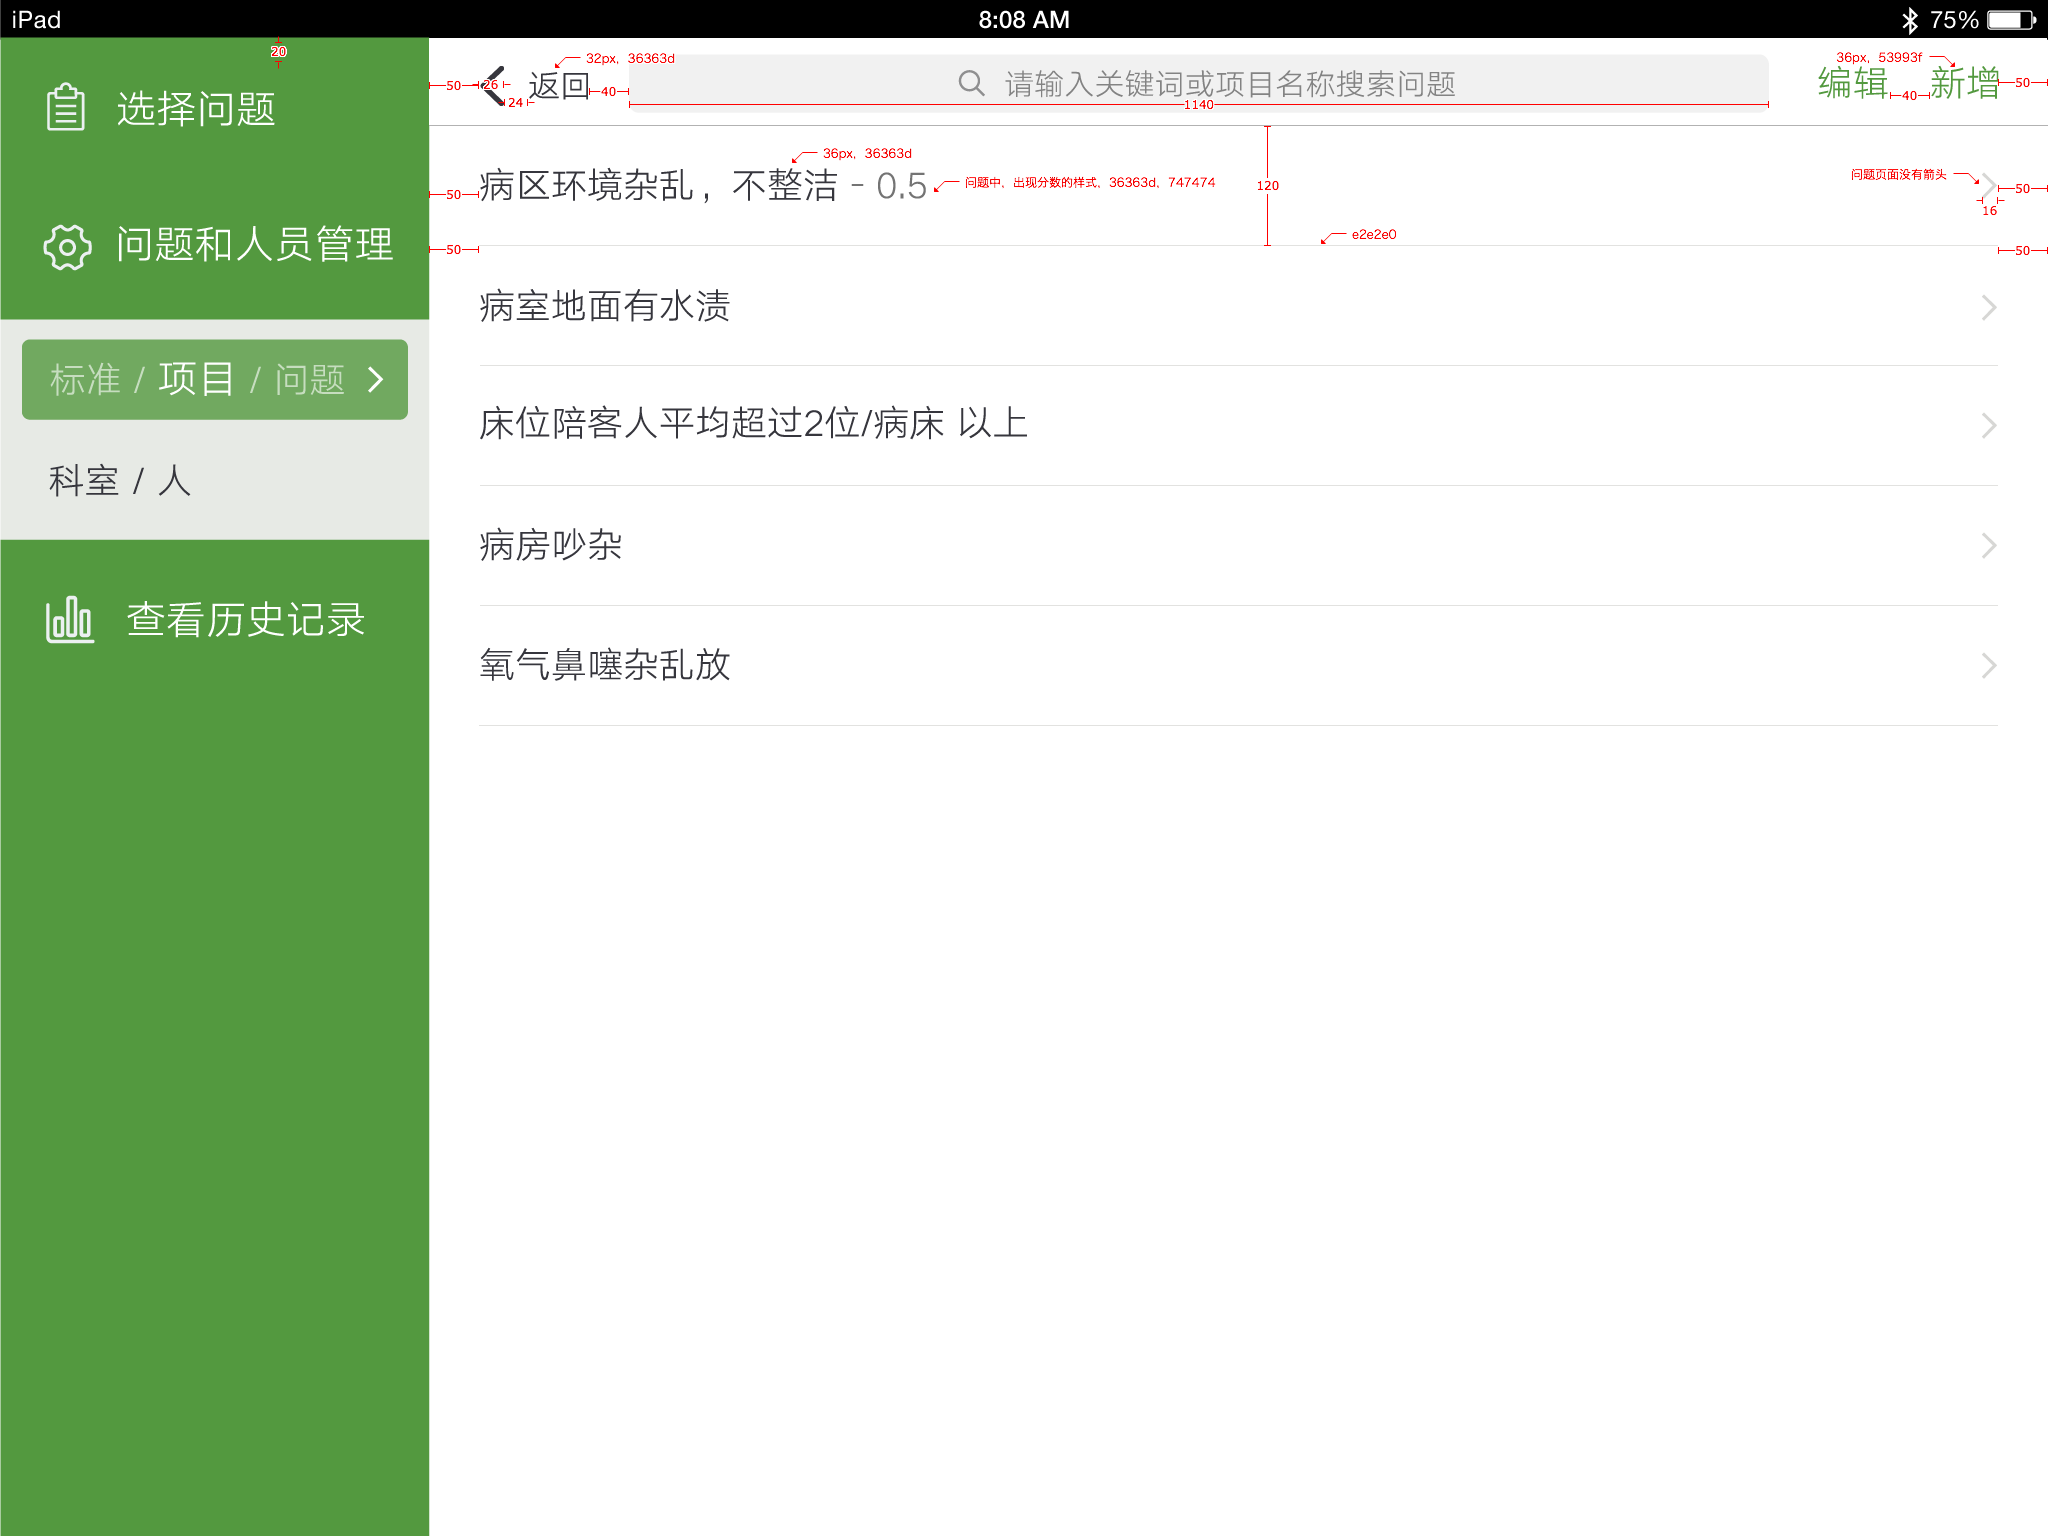 iPad
8:08 AM
75%
20
选择问题
问题和人员管理
标准 / 项目 / 问题
科室 / 人
查看历史记录
32px，36363d
36px，53993f
50
26
24
返回
40
请输入关键词或项目名称搜索问题
1140
编辑
40
新增
50
36px，36363d
50
病区环境杂乱，不整洁 - 0.5
问题中，出现分数的样式，36363d，747474
120
问题页面没有箭头
50
16
50
e2e2e0
50
病室地面有水渍
床位陪客人平均超过2位/病床 以上
病房吵杂
氧气鼻噻杂乱放